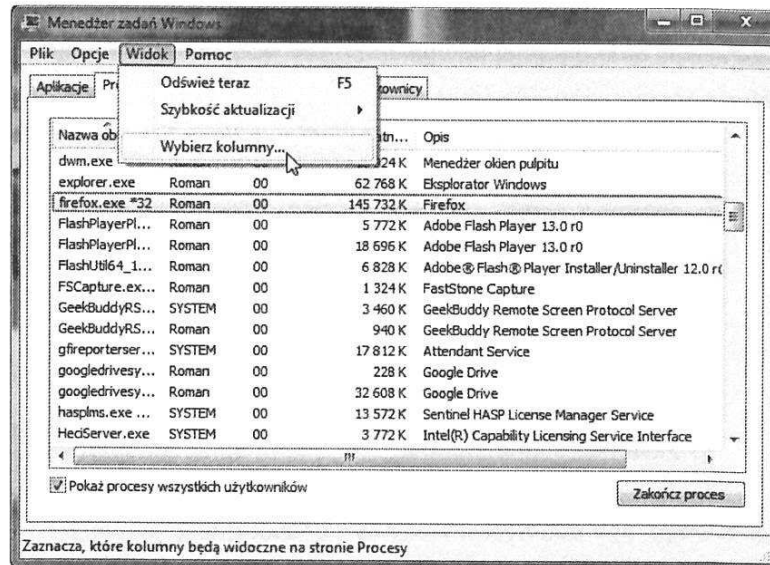 Menedżer zadań Windows
Plik Opcje Widok Pomoc
Odśwież teraz F5
Szybkość aktualizacji
Wybierz kolumny...
Aplikacje Pr kownicy
Nazwa ob atn... Opis
dwm.exe 24 K Menedżer okien pulpitu
explorer.exe Roman 00 62 768 K Eksplorator Windows
firefox.exe *32 Roman 00 145 732 K Firefox
FlashPlayerPl... Roman 00 5 772 K Adobe Flash Player 13.0 r0
FlashPlayerPl... Roman 00 18 696 K Adobe Flash Player 13.0 r0
FlashUtil64_1... Roman 00 6 828 K Adobe® Flash® Player Installer/Uninstaller 12.0 r(
FSCapture.ex... Roman 00 1 324 K FastStone Capture
GeekBuddyRS... SYSTEM 00 3 460 K GeekBuddy Remote Screen Protocol Server
GeekBuddyRS... Roman 00 940 K GeekBuddy Remote Screen Protocol Server
gfireporterser... SYSTEM 00 17 812 K Attendant Service
googledrivesy... Roman 00 228 K Google Drive
googledrivesy... Roman 00 32 608 K Google Drive
hasplms.exe ... SYSTEM 00 13 572 K Sentinel HASP License Manager Service
HeciServer.exe SYSTEM 00 3 772 K Intel(R) Capability Licensing Service Interface
Pokaż procesy wszystkich użytkowników
Zakończ proces
Zaznacza, które kolumny będą widoczne na stronie Procesy